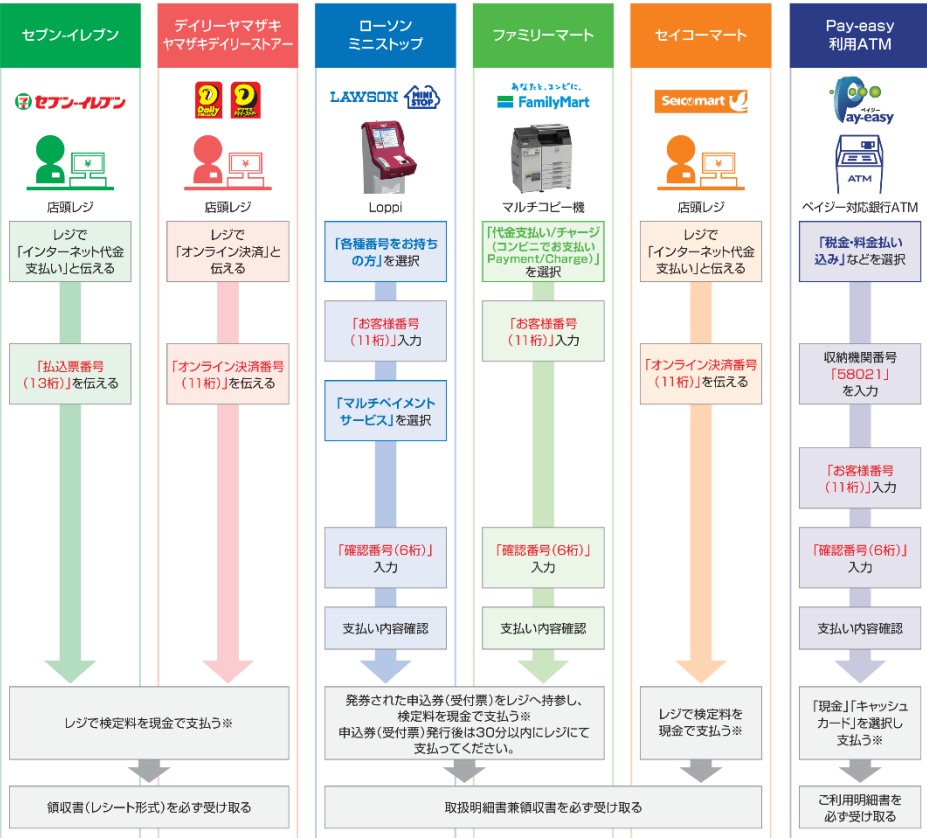 セブン-イレブン
セブン-イレブン
店頭レジ
レジで
「インターネット代金
支払い」と伝える
「払込票番号
(13桁)」を伝える
デイリーヤマザキ
ヤマザキデイリーストアー
Daily
店頭レジ
レジで
「オンライン決済」と
伝える
「オンライン決済番号
(11桁)」を伝える
レジで検定料を現金で支払う※
領収書(レシート形式)を必ず受け取る
ローソン
ミニストップ
LAWSON
MINI
STOP
Loppi
「各種番号をお持ち
の方」を選択
「お客様番号
(11桁)」入力
「マルチペイメント
サービス」を選択
「確認番号(6桁)」
入力
支払い内容確認
ファミリーマート
あなたと、コンビに、
FamilyMart
マルチコピー機
「代金支払い/チャージ
(コンビニでお支払い
Payment/Charge)」
を選択
「お客様番号
(11桁)」入力
「確認番号(6桁)」
入力
支払い内容確認
発券された申込券(受付票)をレジへ持参し、
検定料を現金で支払う※
申込券(受付票)発行後は30分以内にレジにて
支払ってください。
セイコーマート
Seicomart
店頭レジ
レジで
「インターネット代金
支払い」と伝える
「オンライン決済番号
(11桁)」を伝える
レジで検定料を
現金で支払う※
取扱明細書兼領収書を必ず受け取る
Pay-easy
利用ATM
ペイジー
Pay-easy
ATM
ペイジー対応銀行ATM
「税金・料金払い
込み」などを選択
収納機関番号
「58021」
を入力
「お客様番号
(11桁)」入力
「確認番号(6桁)」
入力
支払い内容確認
「現金」「キャッシュ
カード」を選択し
支払う※
ご利用明細書を
必ず受け取る